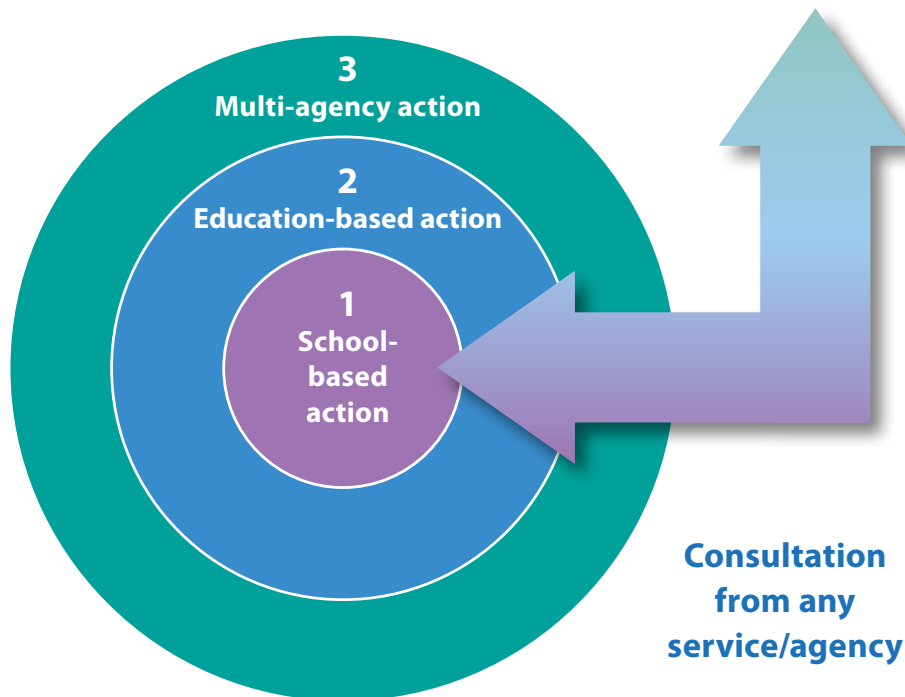 3
Multi-agency action
2
Education-based action
1
School-
based
action
Consultation
from any
service/agency